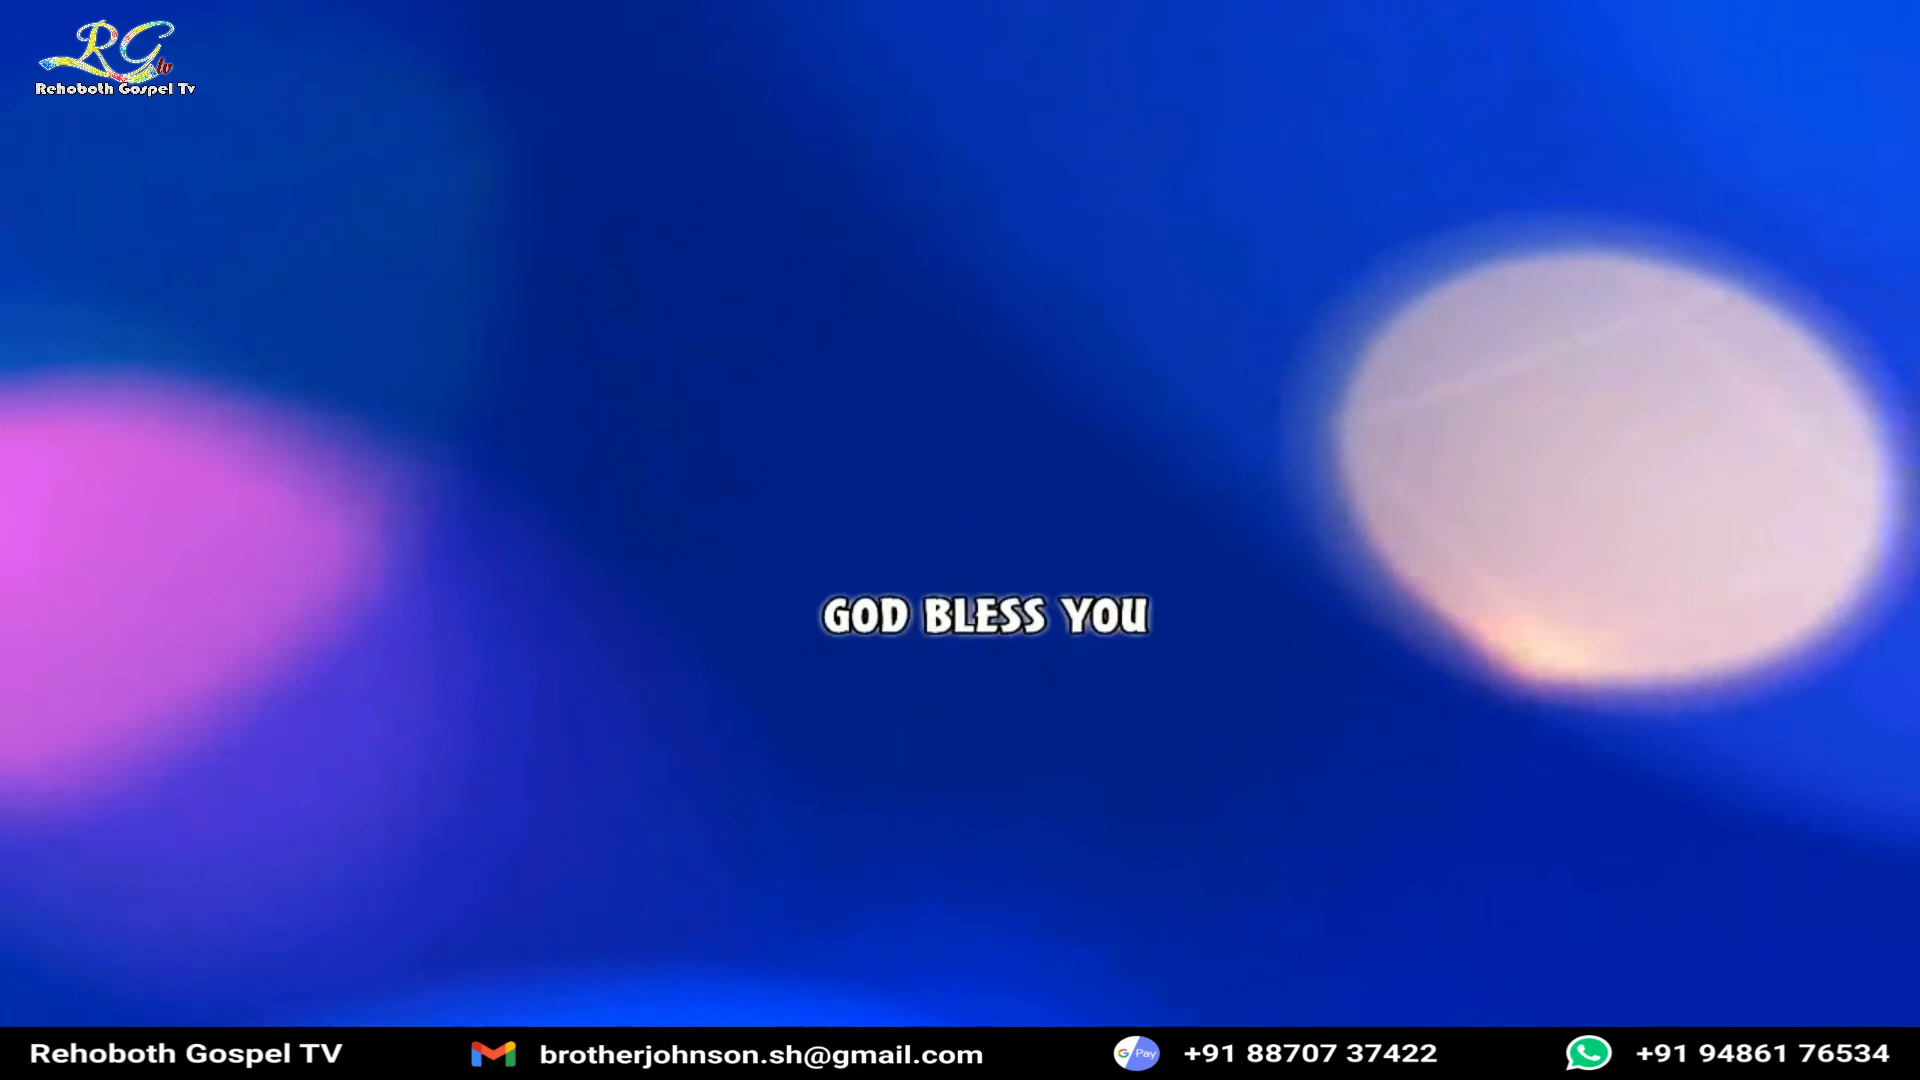 RG tv
Rehoboth Gospel Tv
GOD BLESS YOU
Rehoboth Gospel TV
brotherjohnson.sh@gmail.com
G Pay
+91 88707 37422
+91 94861 76534